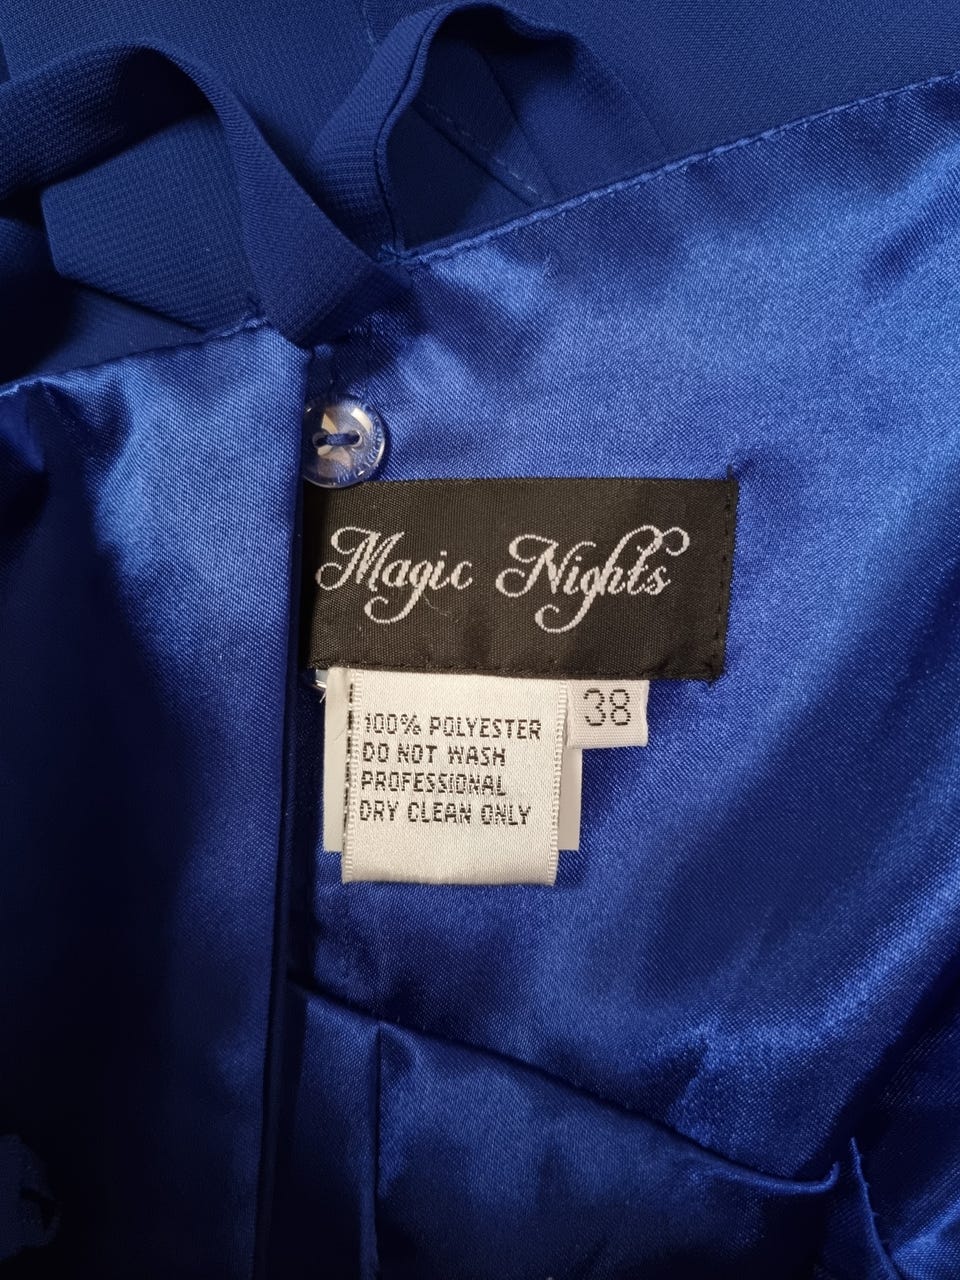 Magic Nights
38
100% POLYESTER
DO NOT WASH
PROFESSIONAL
DRY CLEAN ONLY